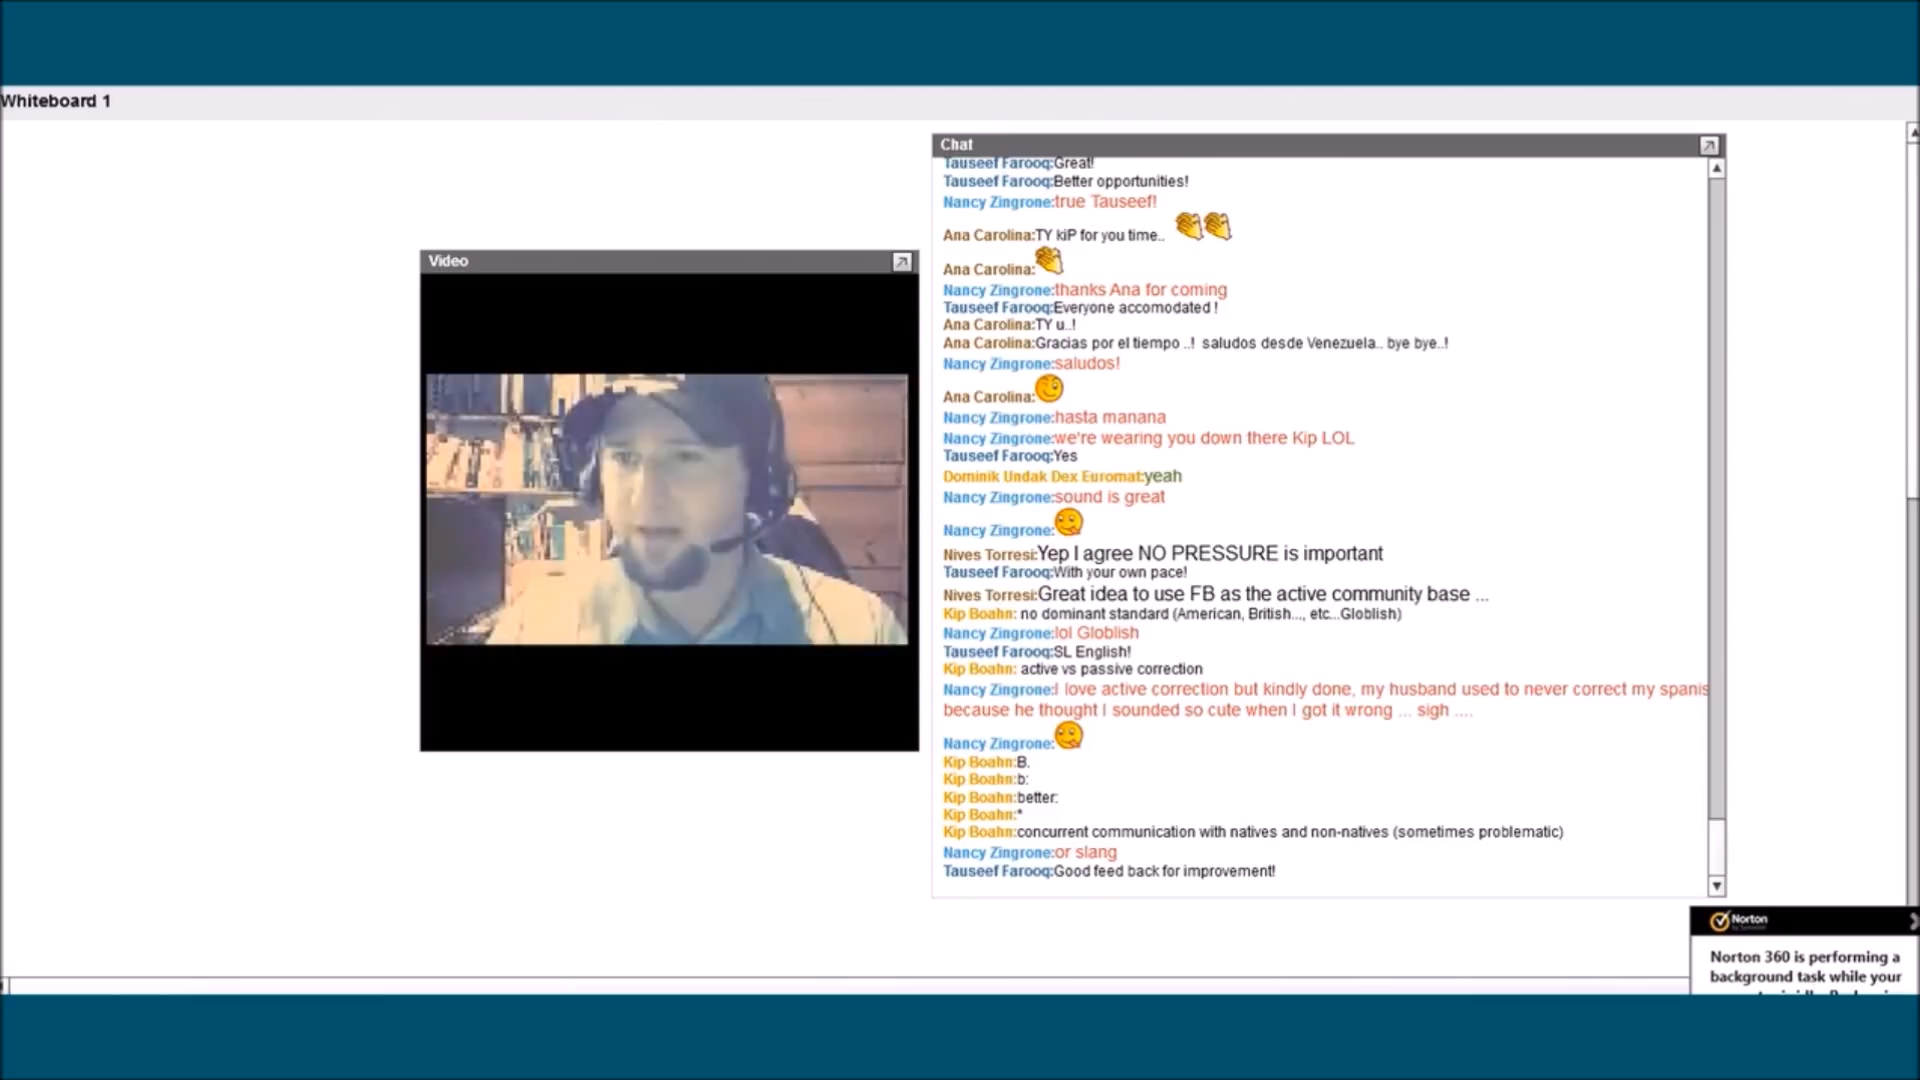 Whiteboard 1
Video
Chat
Tauseef Farooq:Great!
Tauseef Farooq:Better opportunities!
Nancy Zingrone:true Tauseef!
Ana Carolina:TY kiP for you time..
Ana Carolina:
Nancy Zingrone:thanks Ana for coming
Tauseef Farooq:Everyone accomodated !
Ana Carolina:TY u..!
Ana Carolina:Gracias por el tiempo ..! saludos desde Venezuela.. bye bye..!
Nancy Zingrone:saludos!
Ana Carolina:
Nancy Zingrone:hasta manana
Nancy Zingrone:we're wearing you down there Kip LOL
Tauseef Farooq:Yes
Dominik Undak Dex Euromat:yeah
Nancy Zingrone:sound is great
Nancy Zingrone:
Nives Torresi:Yep I agree NO PRESSURE is important
Tauseef Farooq:With your own pace!
Nives Torresi:Great idea to use FB as the active community base ...
Kip Boahn: no dominant standard (American, British..., etc...Globlish)
Nancy Zingrone:lol Globlish
Tauseef Farooq:SL English!
Kip Boahn: active vs passive correction
Nancy Zingrone:I love active correction but kindly done, my husband used to never correct my spanis
because he thought I sounded so cute when I got it wrong ... sigh ....
Nancy Zingrone:
Kip Boahn:B.
Kip Boahn:b:
Kip Boahn:better:
Kip Boahn:*
Kip Boahn:concurrent communication with natives and non-natives (sometimes problematic)
Nancy Zingrone:or slang
Tauseef Farooq:Good feed back for improvement!
Norton
Norton 360 is performing a
background task while your